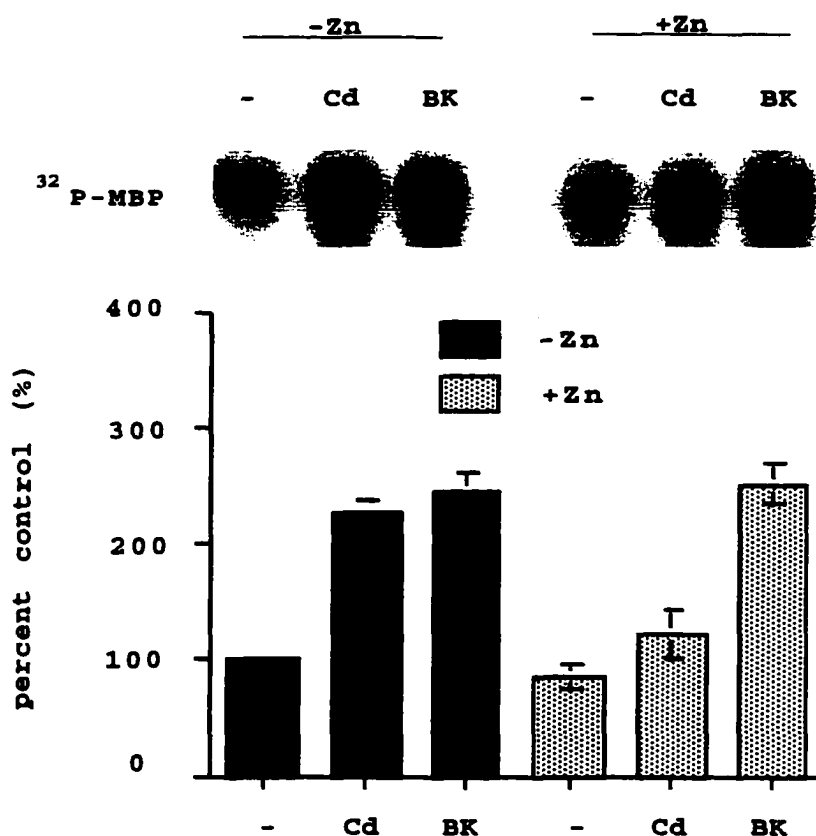 -Zn +Zn
- Cd BK - Cd BK
32 P-MBP
400
300
200
100
0
percent control (%)
-Zn
+Zn
- Cd BK - Cd BK